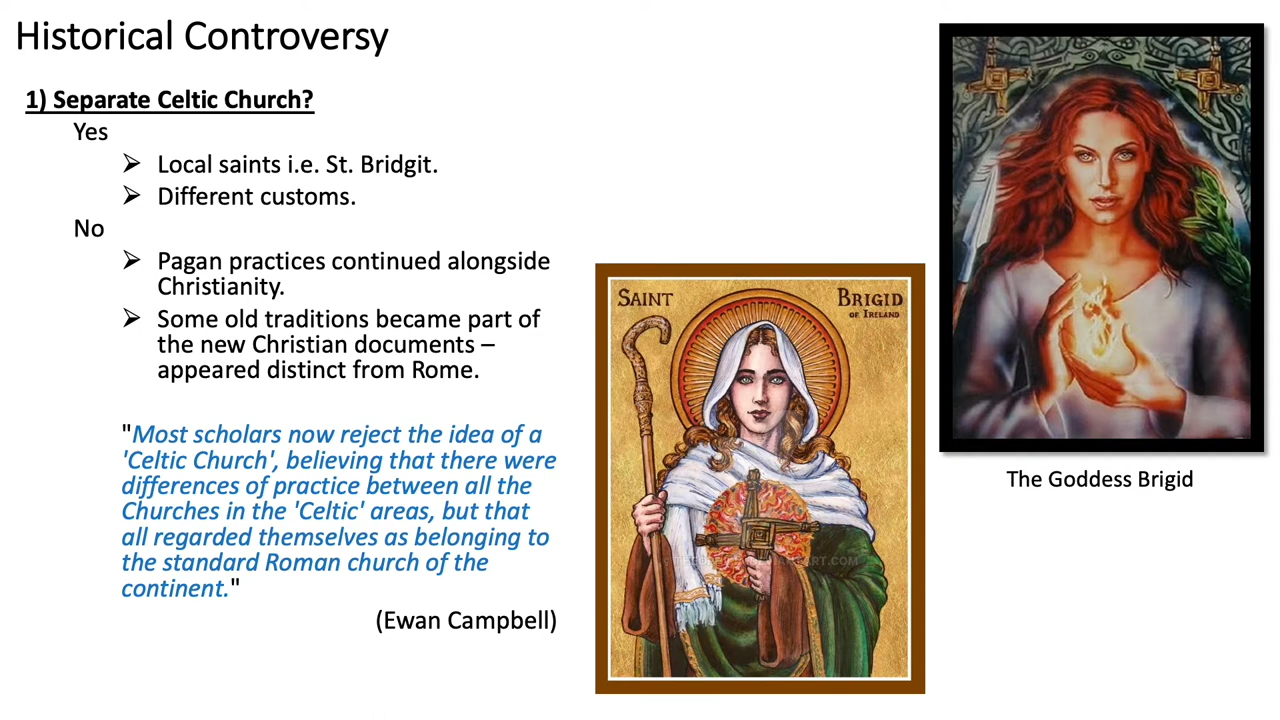 Historical Controversy
1) Separate Celtic Church?
Yes
➢ Local saints i.e. St. Bridgit.
➢ Different customs.
No
➢ Pagan practices continued alongside
Christianity.
➢ Some old traditions became part of
the new Christian documents –
appeared distinct from Rome.
"Most scholars now reject the idea of a
'Celtic Church', believing that there were
differences of practice between all the
Churches in the 'Celtic' areas, but that
all regarded themselves as belonging to
the standard Roman church of the
continent."
(Ewan Campbell)
SAINT BRIGID
OF IRELAND
The Goddess Brigid